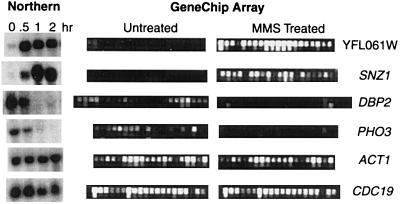 Northern GeneChip Array
0 .5 1 2 hr Untreated MMS Treated
YFL061W
SNZ1
DBP2
PHO3
ACT1
CDC19